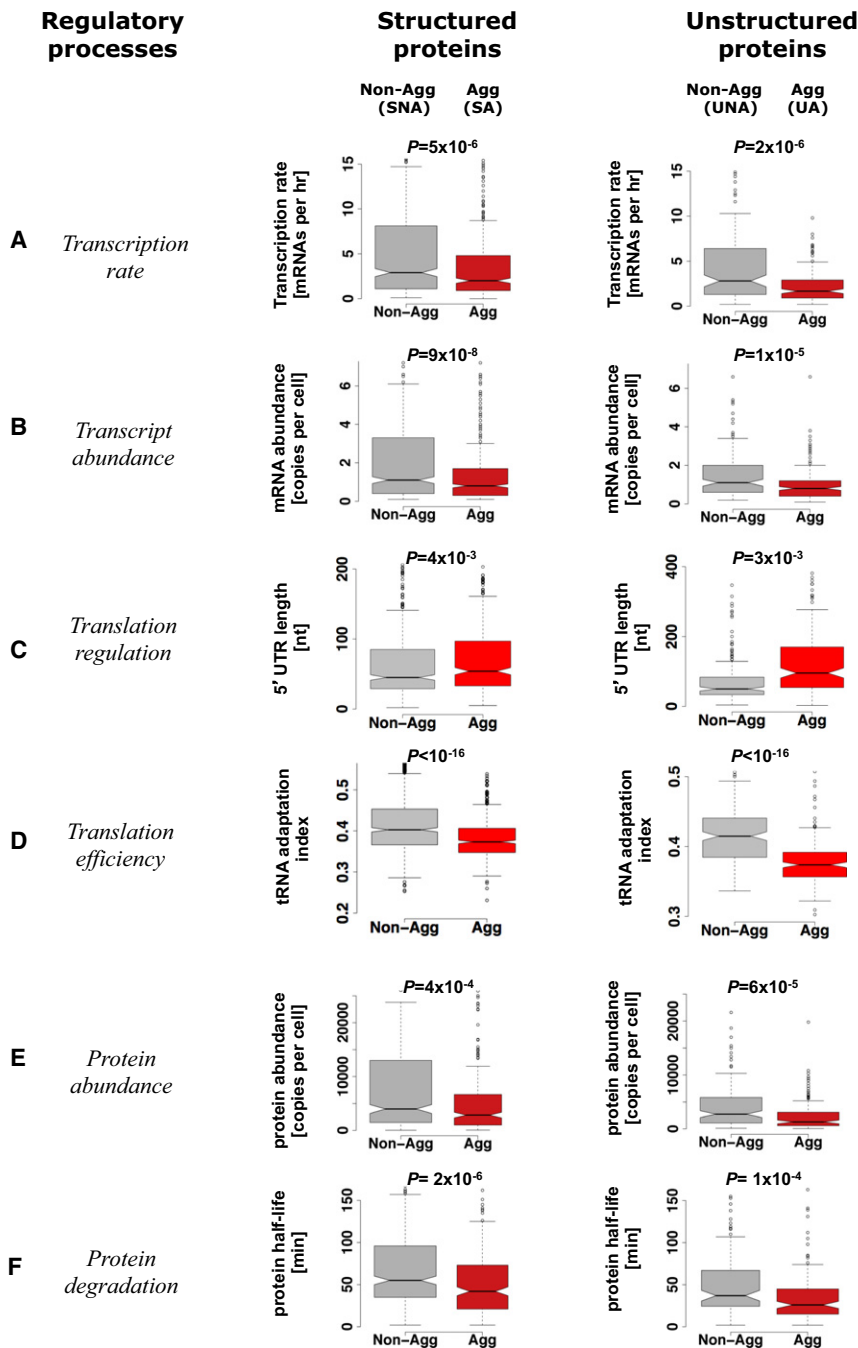 Regulatory processes
Structured proteins
Unstructured proteins
Non-Agg (SNA)
Agg (SA)
Non-Agg (UNA)
Agg (UA)
A
Transcription rate
P=5x10-6
Transcription rate [mRNAs per hr]
15
10
5
0
Non−Agg Agg
P=2x10-6
Transcription rate [mRNAs per hr]
15
10
5
0
Non−Agg Agg
B
Transcript abundance
P=9x10-8
mRNA abundance [copies per cell]
6
4
2
0
Non−Agg Agg
P=1x10-5
mRNA abundance [copies per cell]
6
4
2
0
Non−Agg Agg
C
Translation regulation
P=4x10-3
5' UTR length [nt]
200
100
0
Non−Agg Agg
P=3x10-3
5' UTR length [nt]
400
200
0
Non−Agg Agg
D
Translation efficiency
P<10-16
tRNA adaptation index
0.4
0.3
0.2
Non−Agg Agg
P<10-16
tRNA adaptation index
0.5
0.4
0.3
Non−Agg Agg
E
Protein abundance
P=4x10-4
protein abundance [copies per cell]
20000
10000
0
Non−Agg Agg
P=6x10-5
protein abundance [copies per cell]
20000
10000
0
Non−Agg Agg
F
Protein degradation
P= 2x10-6
protein half-life [min]
150
100
50
0
Non−Agg Agg
P= 1x10-4
protein half-life [min]
150
100
50
0
Non−Agg Agg